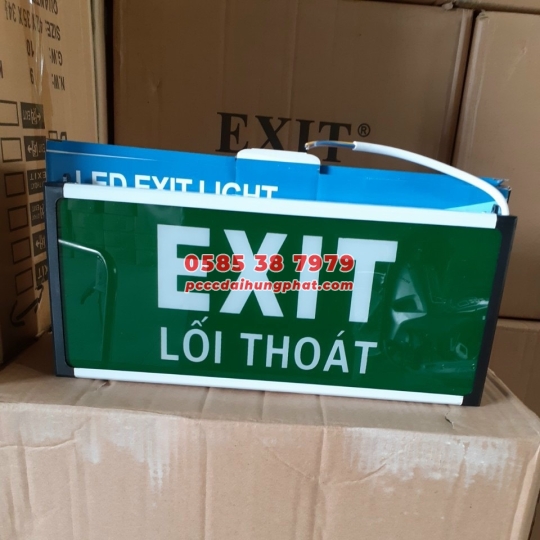 EXIT®
LED EXIT LIGHT
EXIT
0585 38 7979
pcccdaihungphat.com
LỐI THOÁT